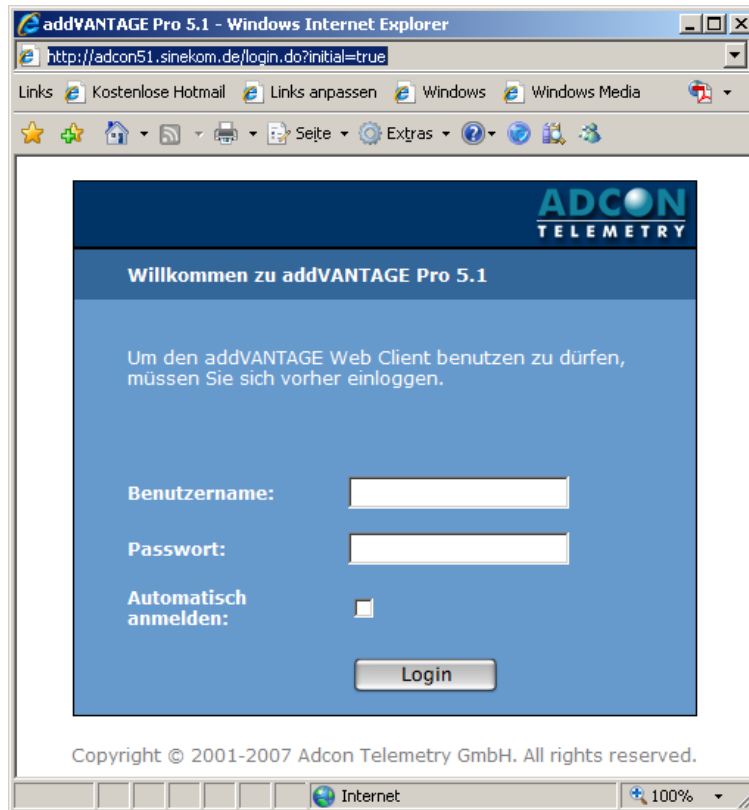 addVANTAGE Pro 5.1 - Windows Internet Explorer
http://adcon51.sinekom.de/login.do?initial=true
Links Kostenlose Hotmail Links anpassen Windows Windows Media
Seite Extras
ADCON
TELEMETRY
Willkommen zu addVANTAGE Pro 5.1
Um den addVANTAGE Web Client benutzen zu dürfen,
müssen Sie sich vorher einloggen.
Benutzername:
Passwort:
Automatisch
anmelden:
Login
Copyright © 2001-2007 Adcon Telemetry GmbH. All rights reserved.
Internet 100%